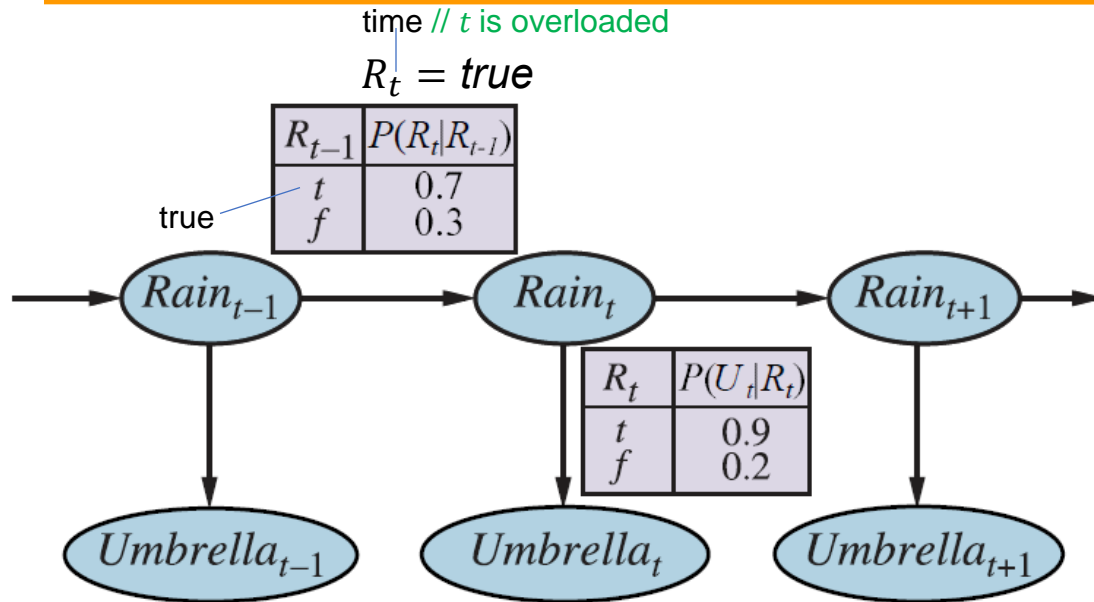 time // t is overloaded
R_t = true
R_{t-1} P(R_t|R_{t-1})
t 0.7
f 0.3
true
Rain_{t-1} Rain_t Rain_{t+1}
R_t P(U_t|R_t)
t 0.9
f 0.2
Umbrella_{t-1} Umbrella_t Umbrella_{t+1}